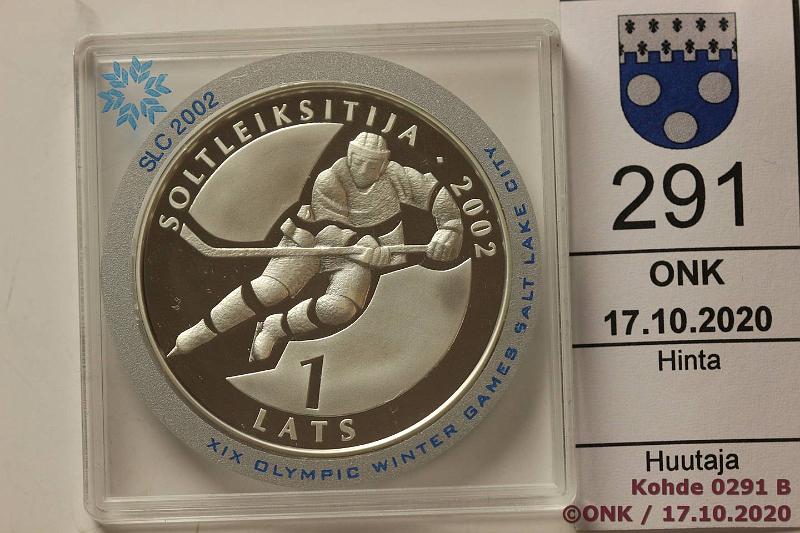 SLC 2002
SOLTLEIKSITIJA · 2002
1
LATS
XIX OLYMPIC WINTER GAMES SALT LAKE CITY
291
ONK
17.10.2020
Hinta
Huutaja
Kohde 0291 B
©ONK / 17.10.2020